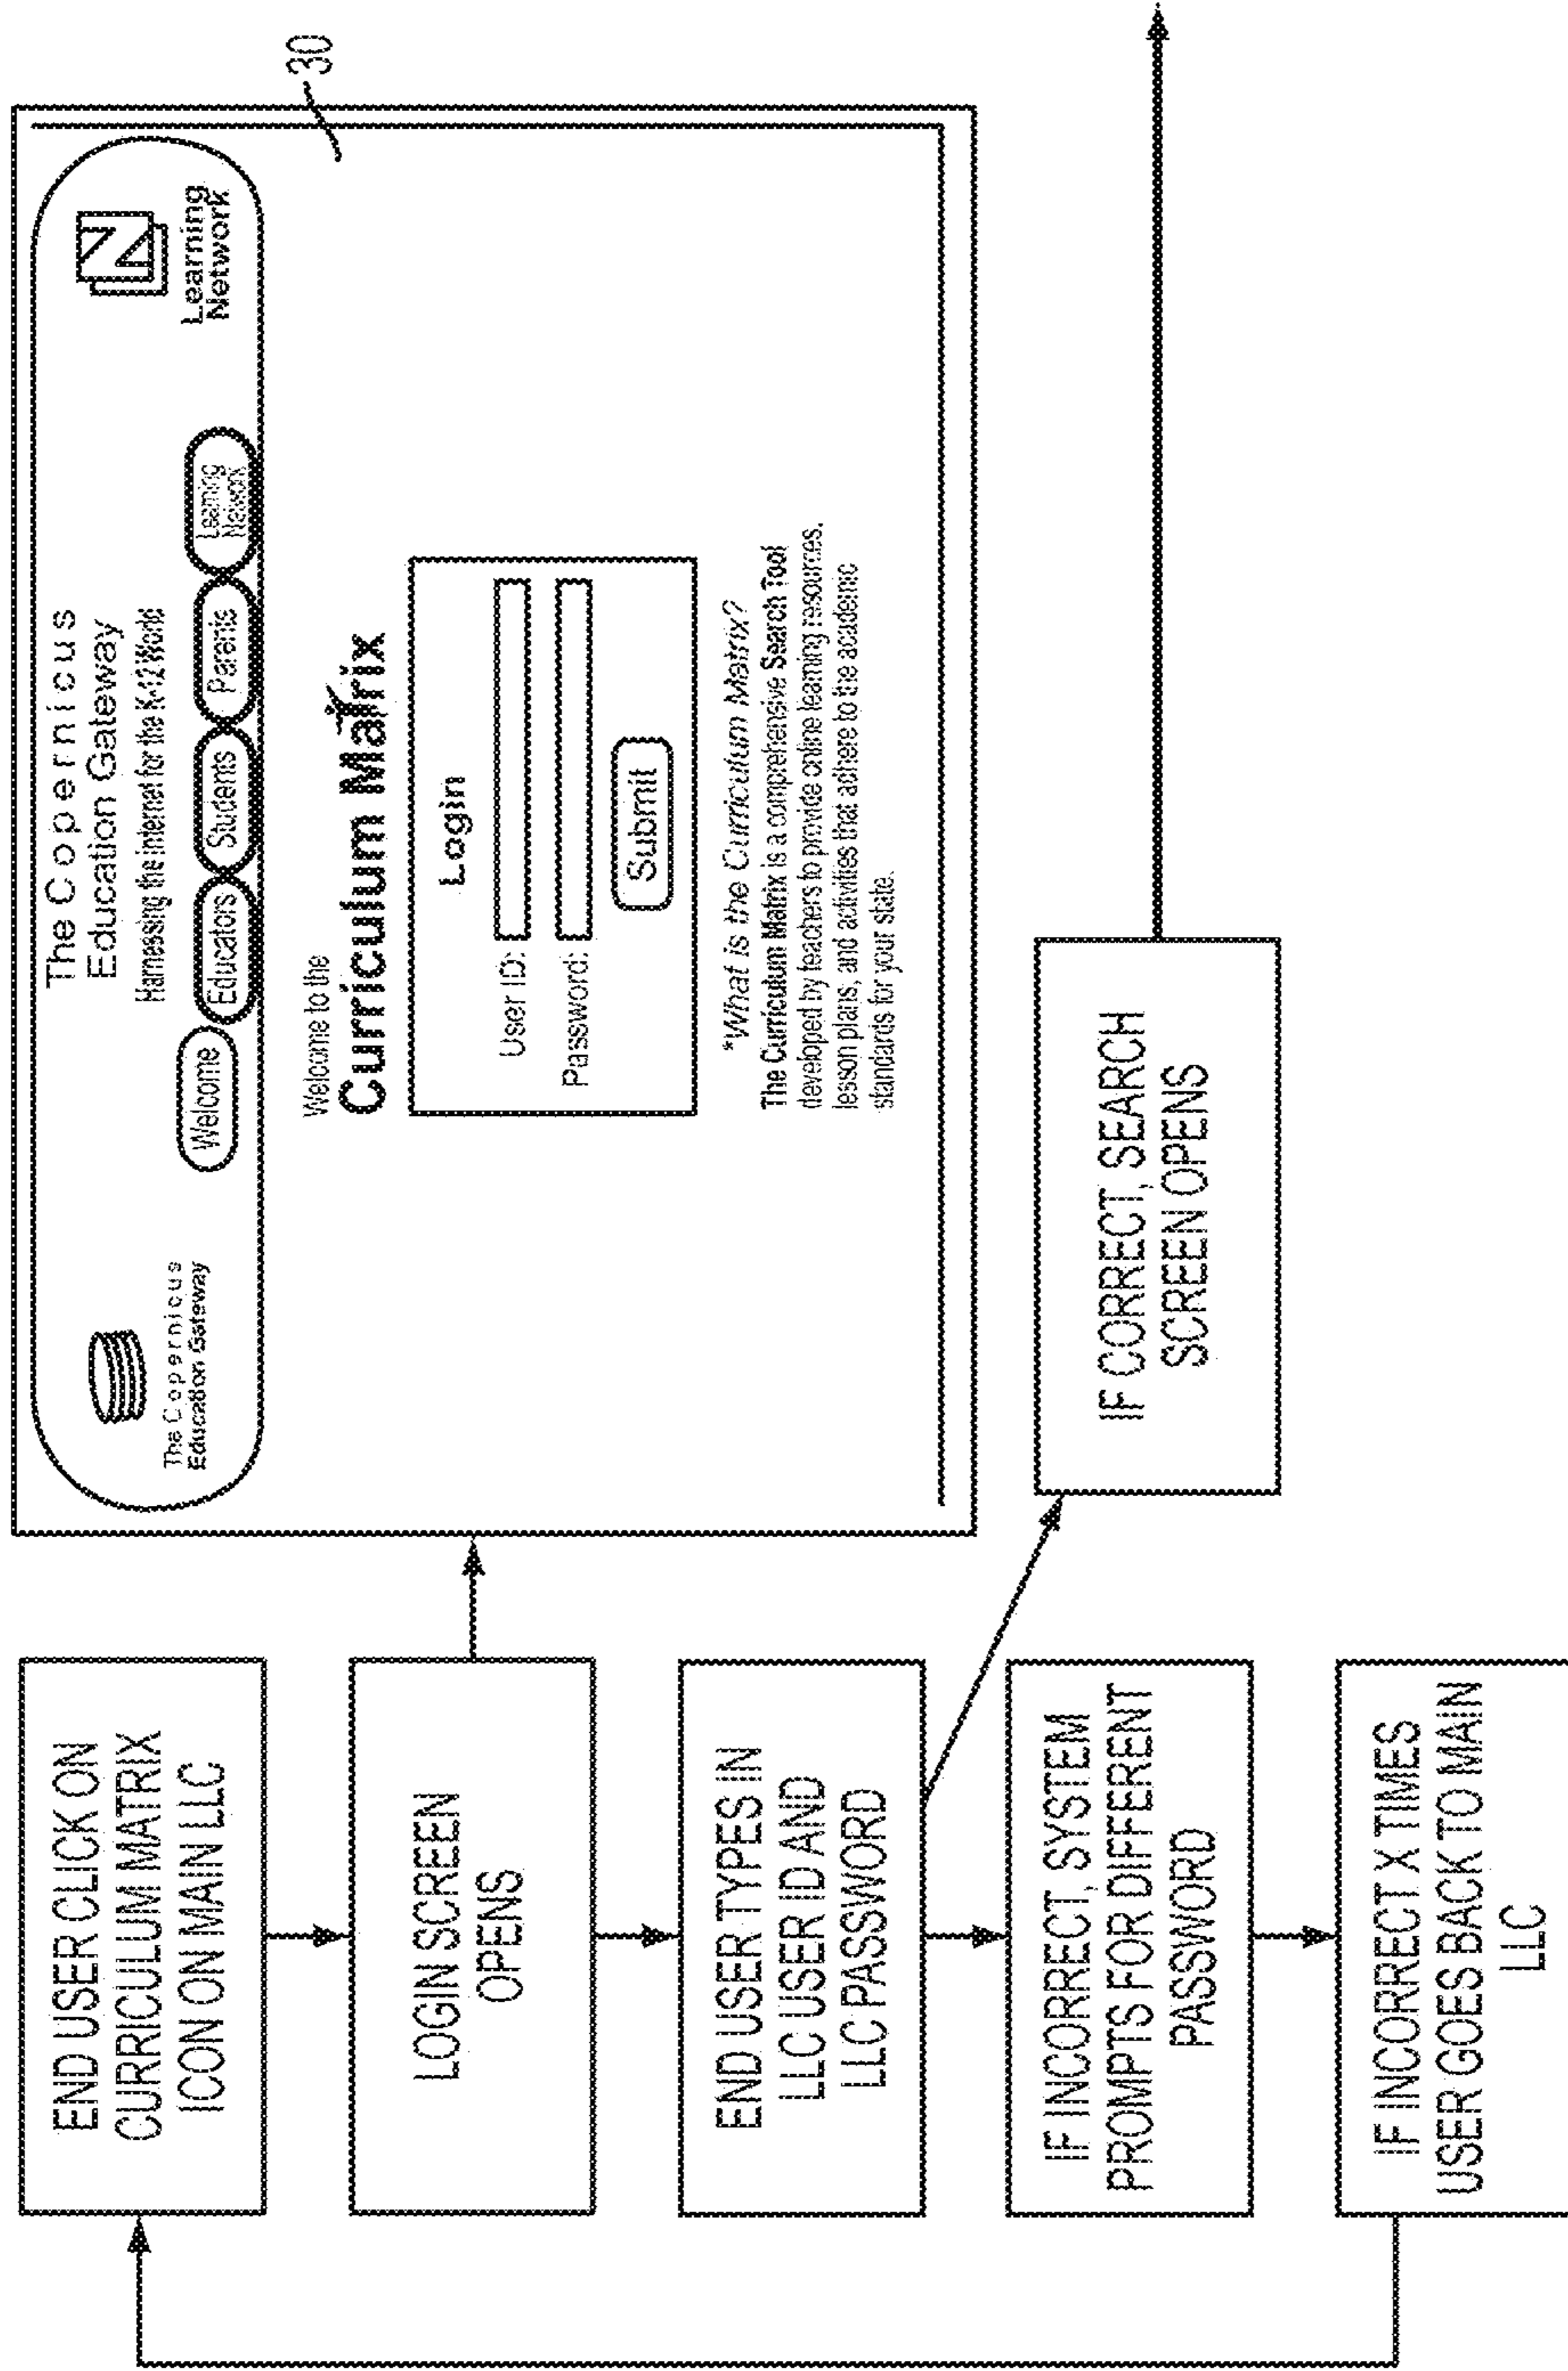 END USER CLICK ON
CURRICULUM MATRIX
ICON ON MAIN LLC
LOGIN SCREEN
OPENS
END USER TYPES IN
LLC USER ID AND
LLC PASSWORD
IF INCORRECT, SYSTEM
PROMPTS FOR DIFFERENT
PASSWORD
IF INCORRECT X TIMES
USER GOES BACK TO MAIN
LLC
The Copernicus
Education Gateway
The Copernicus
Education Gateway
Harnessing the Internet for the K-12 World
Welcome
Educators
Students
Parents
Learning
Network
N
Learning
Network
30
Welcome to the
Curriculum Matrix
Login
User ID:
Password:
Submit
*What is the Curriculum Matrix?
The Curriculum Matrix is a comprehensive Search Tool
developed by teachers to provide online learning resources,
lesson plans, and activities that adhere to the academic
standards for your state.
IF CORRECT, SEARCH
SCREEN OPENS